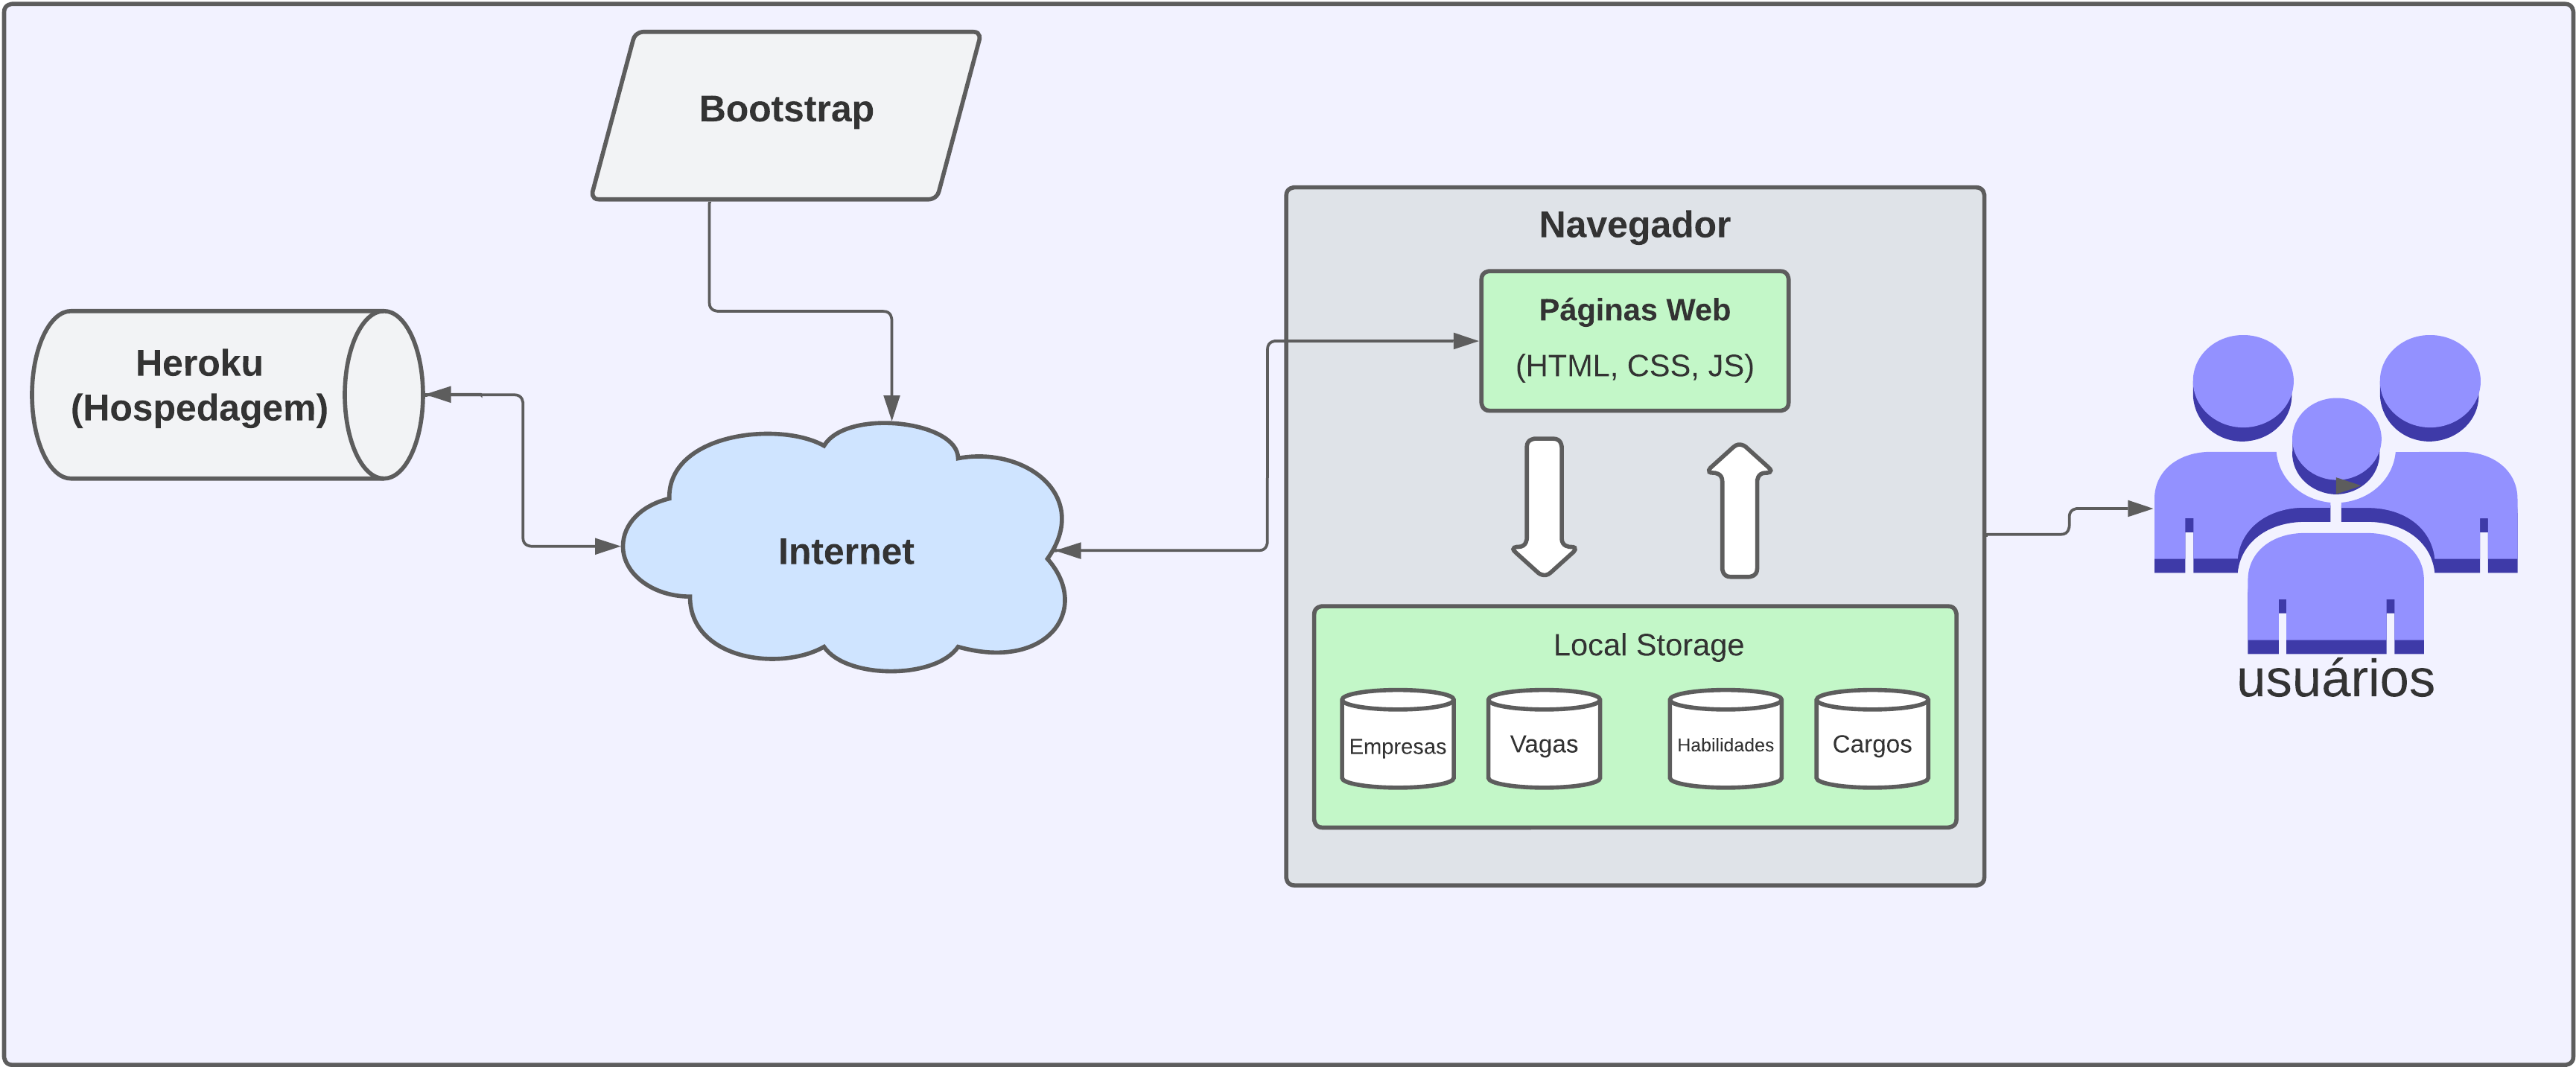 Bootstrap
Heroku
(Hospedagem)
Internet
Navegador
Páginas Web
(HTML, CSS, JS)
Local Storage
Empresas
Vagas
Habilidades
Cargos
usuários